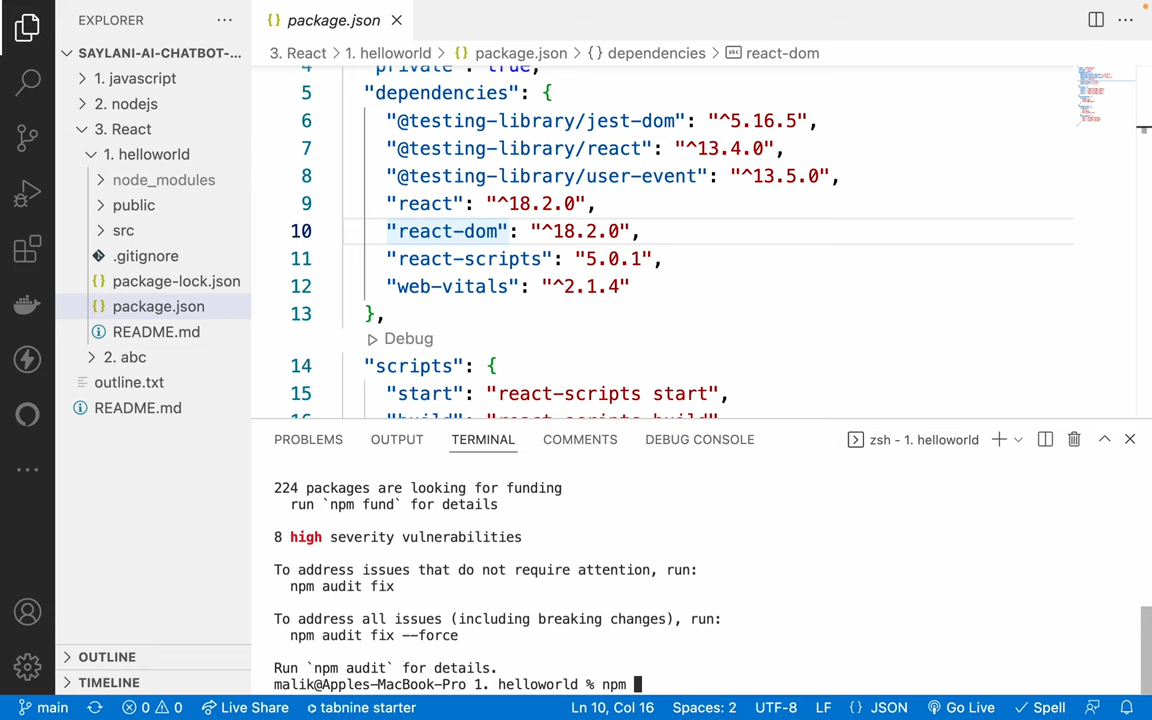 EXPLORER
SAYLANI-AI-CHATBOT-...
1. javascript
2. nodejs
3. React
1. helloworld
node_modules
public
src
.gitignore
package-lock.json
package.json
README.md
2. abc
outline.txt
README.md
OUTLINE
TIMELINE
package.json
3. React > 1. helloworld > {} package.json > {} dependencies > react-dom
4 "private": true,
5 "dependencies": {
6 "@testing-library/jest-dom": "^5.16.5",
7 "@testing-library/react": "^13.4.0",
8 "@testing-library/user-event": "^13.5.0",
9 "react": "^18.2.0",
10 "react-dom": "^18.2.0",
11 "react-scripts": "5.0.1",
12 "web-vitals": "^2.1.4"
13 },
Debug
14 "scripts": {
15 "start": "react-scripts start",
16 "build": "react-scripts build"
PROBLEMS OUTPUT TERMINAL COMMENTS DEBUG CONSOLE zsh - 1. helloworld
224 packages are looking for funding
run `npm fund` for details
8 high severity vulnerabilities
To address issues that do not require attention, run:
npm audit fix
To address all issues (including breaking changes), run:
npm audit fix --force
Run `npm audit` for details.
malik@Apples-MacBook-Pro 1. helloworld % npm
main 0 0 Live Share tabnine starter Ln 10, Col 16 Spaces: 2 UTF-8 LF {} JSON Go Live Spell